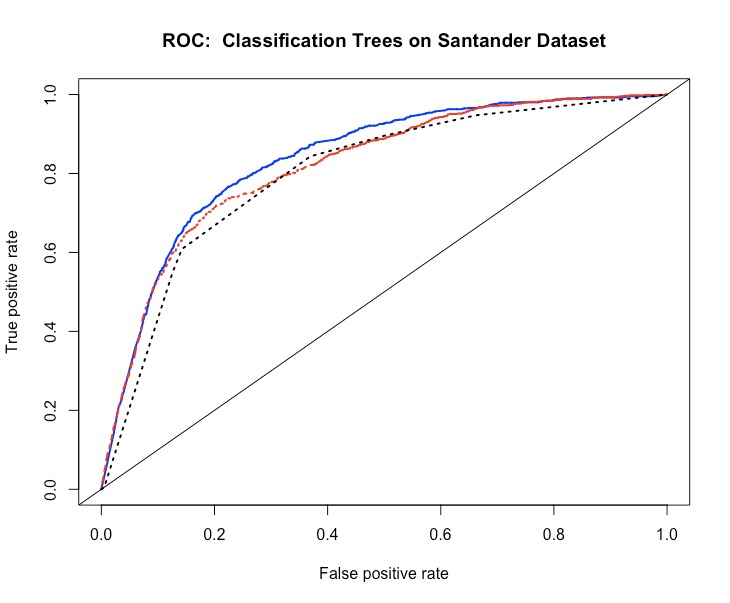 ROC:  Classification Trees on Santander Dataset
True positive rate
1.0
0.8
0.6
0.4
0.2
0.0
0.0 0.2 0.4 0.6 0.8 1.0
False positive rate